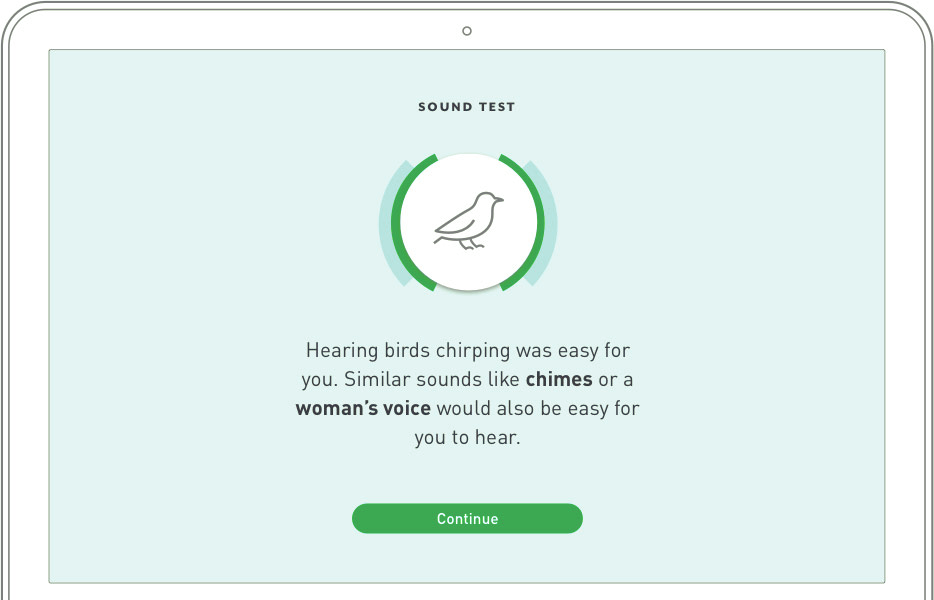 SOUND TEST
Hearing birds chirping was easy for
you. Similar sounds like chimes or a
woman’s voice would also be easy for
you to hear.
Continue